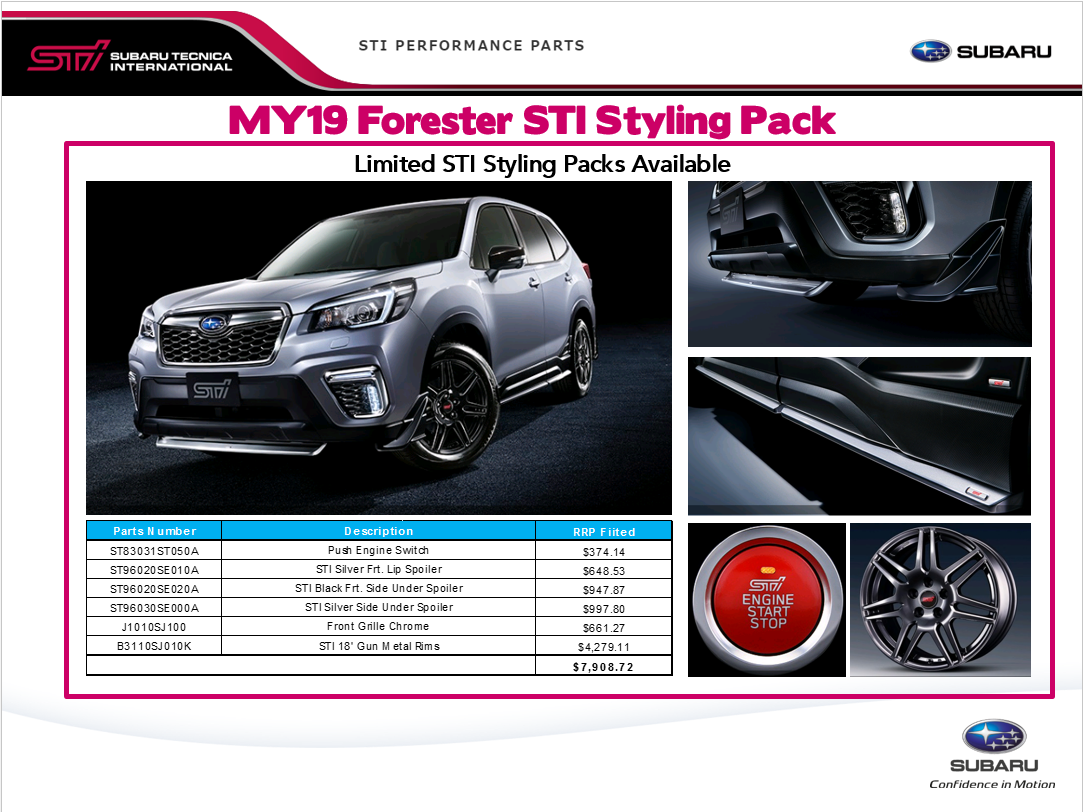 STI
SUBARU TECNICA
INTERNATIONAL
STI PERFORMANCE PARTS
SUBARU
MY19 Forester STI Styling Pack
Limited STI Styling Packs Available
STI
Parts Number Description RRP Fiited
ST83031ST050A Push Engine Switch $374.14
ST96020SE010A STI Silver Frt. Lip Spoiler $648.53
ST96020SE020A STI Black Frt. Side Under Spoiler $947.87
ST96030SE000A STI Silver Side Under Spoiler $997.80
J1010SJ100 Front Grille Chrome $661.27
B3110SJ010K STI 18' Gun Metal Rims $4,279.11
$7,908.72
STI
ENGINE
START
STOP
SUBARU
Confidence in Motion